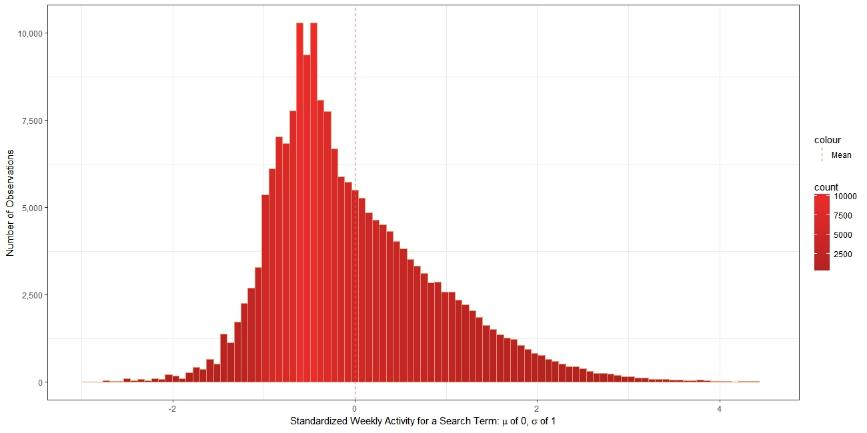 10,000
7,500
5,000
2,500
0
Number of Observations
-2
0
2
4
Standardized Weekly Activity for a Search Term: μ of 0, σ of 1
colour
Mean
count
10000
7500
5000
2500